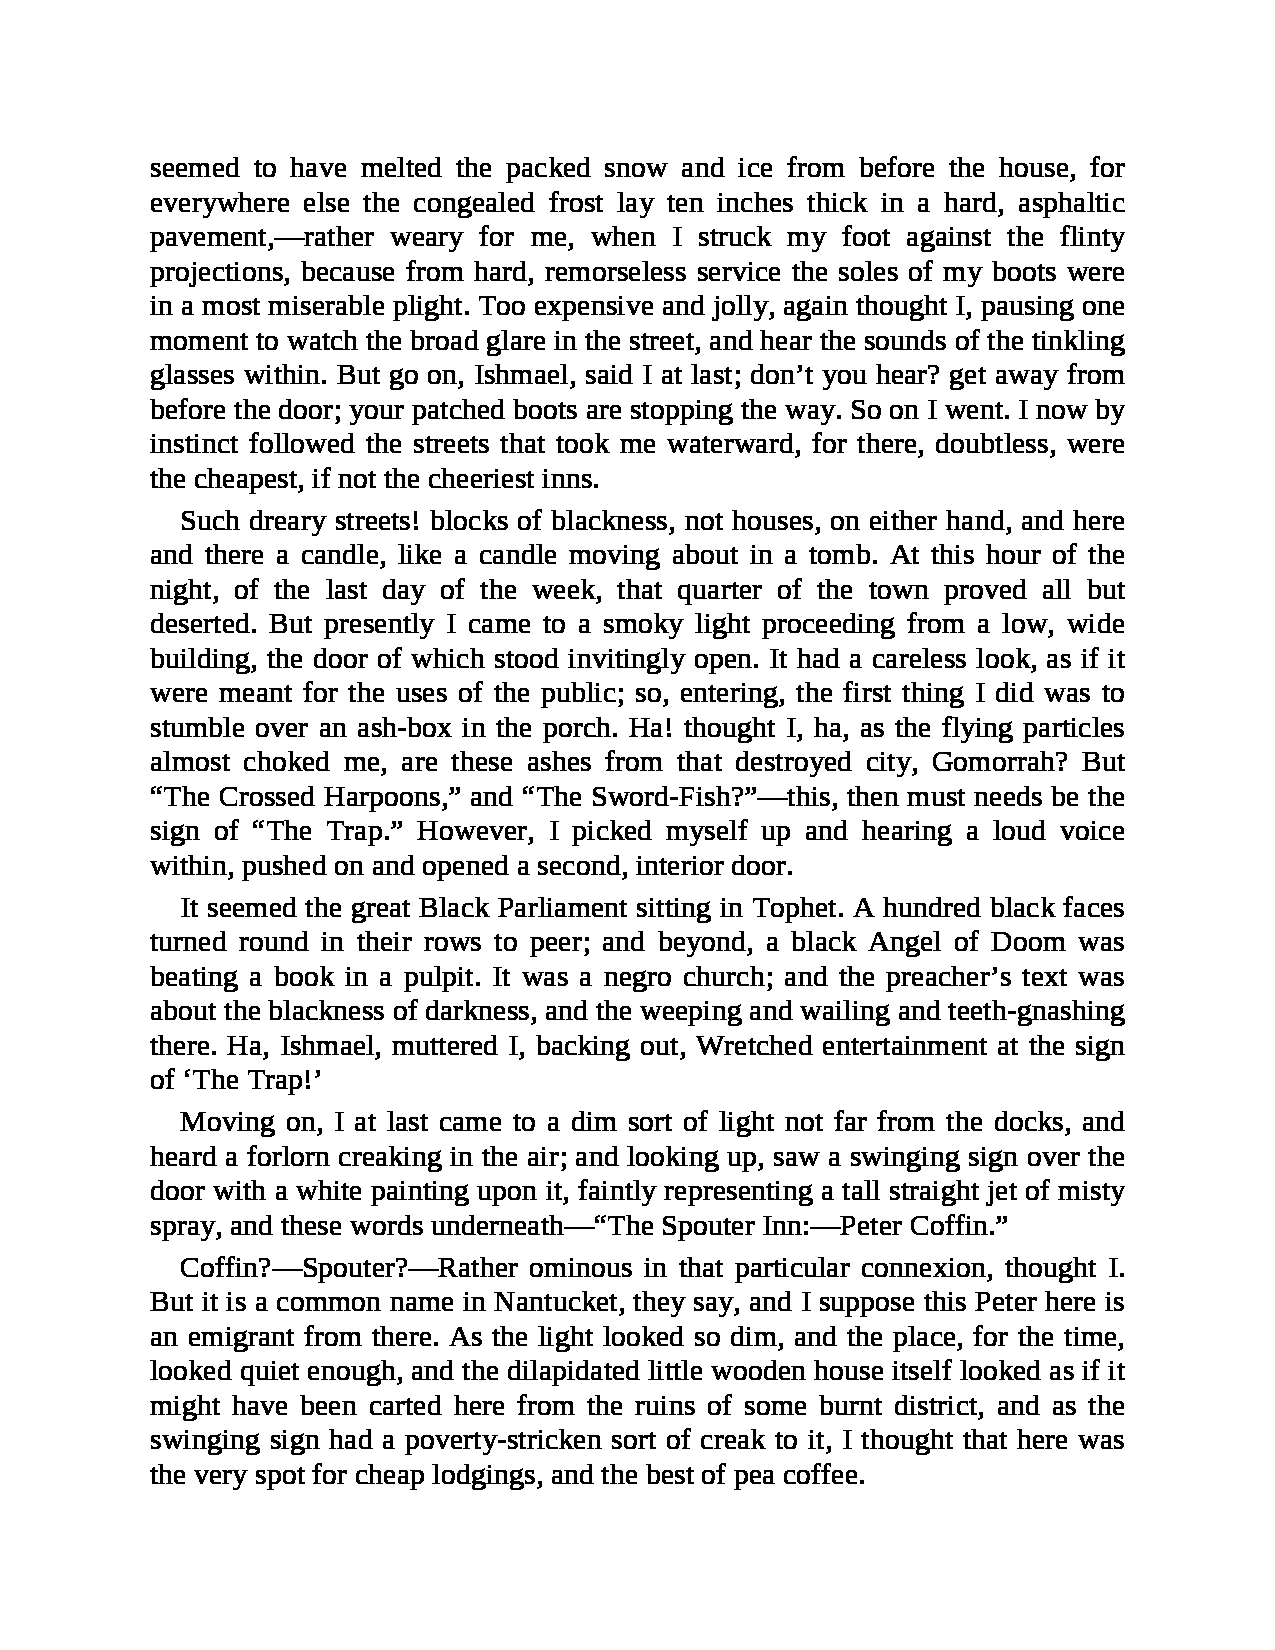 seemed to have melted the packed snow and ice from before the house, for
everywhere else the congealed frost lay ten inches thick in a hard, asphaltic
pavement,—rather weary for me, when I struck my foot against the flinty
projections, because from hard, remorseless service the soles of my boots were
in a most miserable plight. Too expensive and jolly, again thought I, pausing one
moment to watch the broad glare in the street, and hear the sounds of the tinkling
glasses within. But go on, Ishmael, said I at last; don’t you hear? get away from
before the door; your patched boots are stopping the way. So on I went. I now by
instinct followed the streets that took me waterward, for there, doubtless, were
the cheapest, if not the cheeriest inns.
Such dreary streets! blocks of blackness, not houses, on either hand, and here
and there a candle, like a candle moving about in a tomb. At this hour of the
night, of the last day of the week, that quarter of the town proved all but
deserted. But presently I came to a smoky light proceeding from a low, wide
building, the door of which stood invitingly open. It had a careless look, as if it
were meant for the uses of the public; so, entering, the first thing I did was to
stumble over an ash-box in the porch. Ha! thought I, ha, as the flying particles
almost choked me, are these ashes from that destroyed city, Gomorrah? But
“The Crossed Harpoons,” and “The Sword-Fish?”—this, then must needs be the
sign of “The Trap.” However, I picked myself up and hearing a loud voice
within, pushed on and opened a second, interior door.
It seemed the great Black Parliament sitting in Tophet. A hundred black faces
turned round in their rows to peer; and beyond, a black Angel of Doom was
beating a book in a pulpit. It was a negro church; and the preacher’s text was
about the blackness of darkness, and the weeping and wailing and teeth-gnashing
there. Ha, Ishmael, muttered I, backing out, Wretched entertainment at the sign
of ‘The Trap!’
Moving on, I at last came to a dim sort of light not far from the docks, and
heard a forlorn creaking in the air; and looking up, saw a swinging sign over the
door with a white painting upon it, faintly representing a tall straight jet of misty
spray, and these words underneath—“The Spouter Inn:—Peter Coffin.”
Coffin?—Spouter?—Rather ominous in that particular connexion, thought I.
But it is a common name in Nantucket, they say, and I suppose this Peter here is
an emigrant from there. As the light looked so dim, and the place, for the time,
looked quiet enough, and the dilapidated little wooden house itself looked as if it
might have been carted here from the ruins of some burnt district, and as the
swinging sign had a poverty-stricken sort of creak to it, I thought that here was
the very spot for cheap lodgings, and the best of pea coffee.